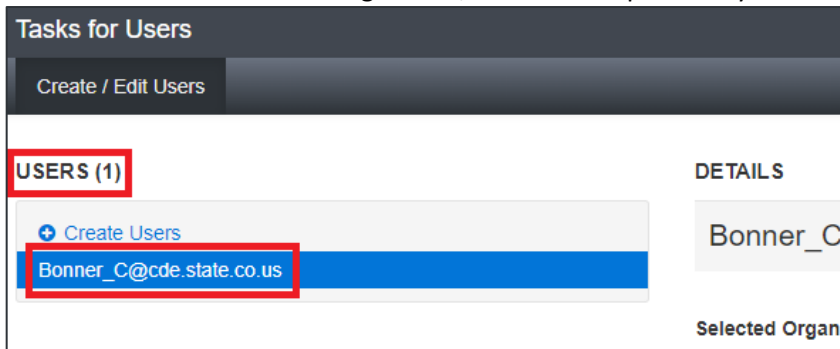 Tasks for Users
Create / Edit Users
USERS (1)
Create Users
Bonner_C@cde.state.co.us
DETAILS
Bonner_C
Selected Organ